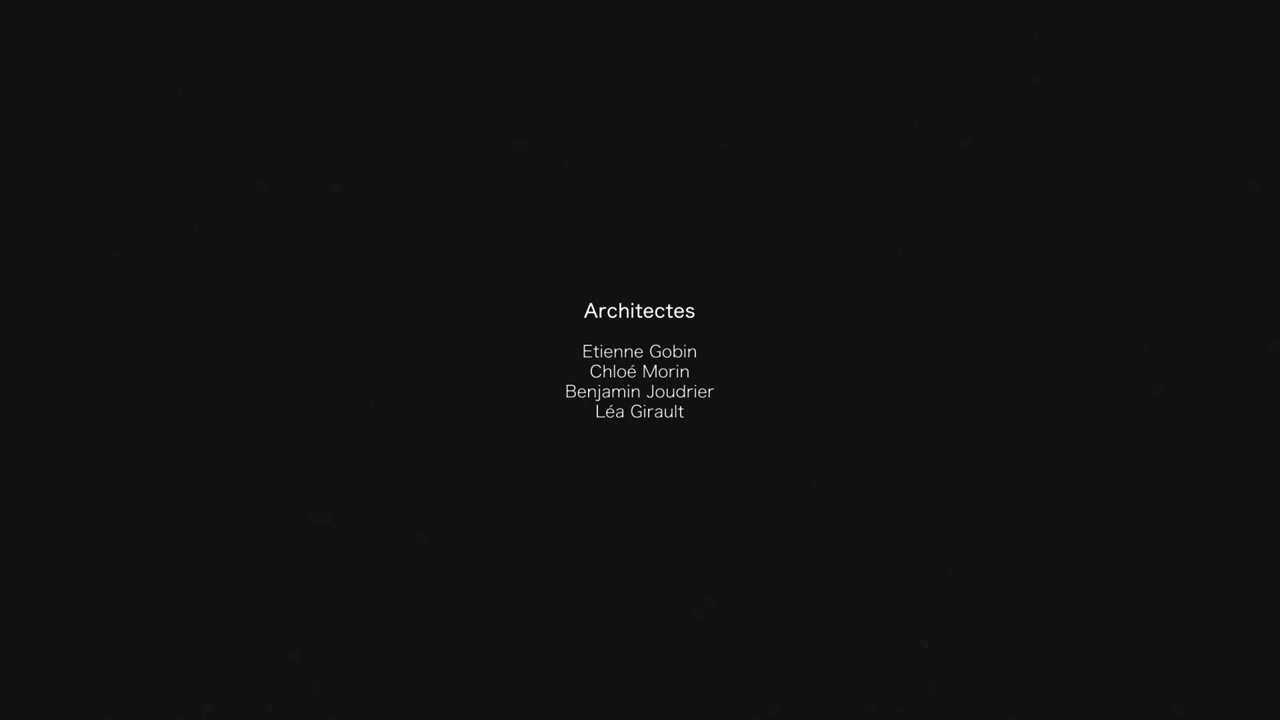 Architectes
Etienne Gobin
Chloé Morin
Benjamin Joudrier
Léa Girault